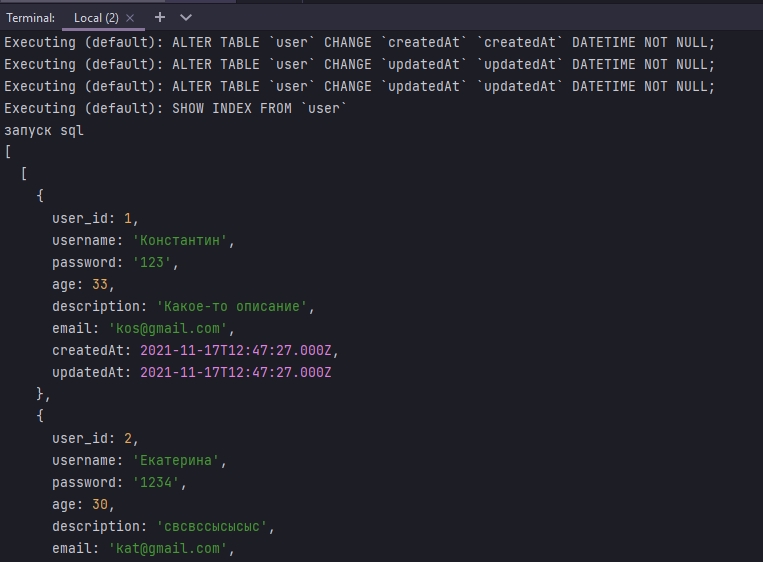 Terminal: Local (2) × +
Executing (default): ALTER TABLE `user` CHANGE `createdAt` `createdAt` DATETIME NOT NULL;
Executing (default): ALTER TABLE `user` CHANGE `updatedAt` `updatedAt` DATETIME NOT NULL;
Executing (default): ALTER TABLE `user` CHANGE `updatedAt` `updatedAt` DATETIME NOT NULL;
Executing (default): SHOW INDEX FROM `user`
запуск sql
[
  [
    {
      user_id: 1,
      username: 'Константин',
      password: '123',
      age: 33,
      description: 'Какое-то описание',
      email: 'kos@gmail.com',
      createdAt: 2021-11-17T12:47:27.000Z,
      updatedAt: 2021-11-17T12:47:27.000Z
    },
    {
      user_id: 2,
      username: 'Екатерина',
      password: '1234',
      age: 30,
      description: 'свсвссысысыс',
      email: 'kat@gmail.com',